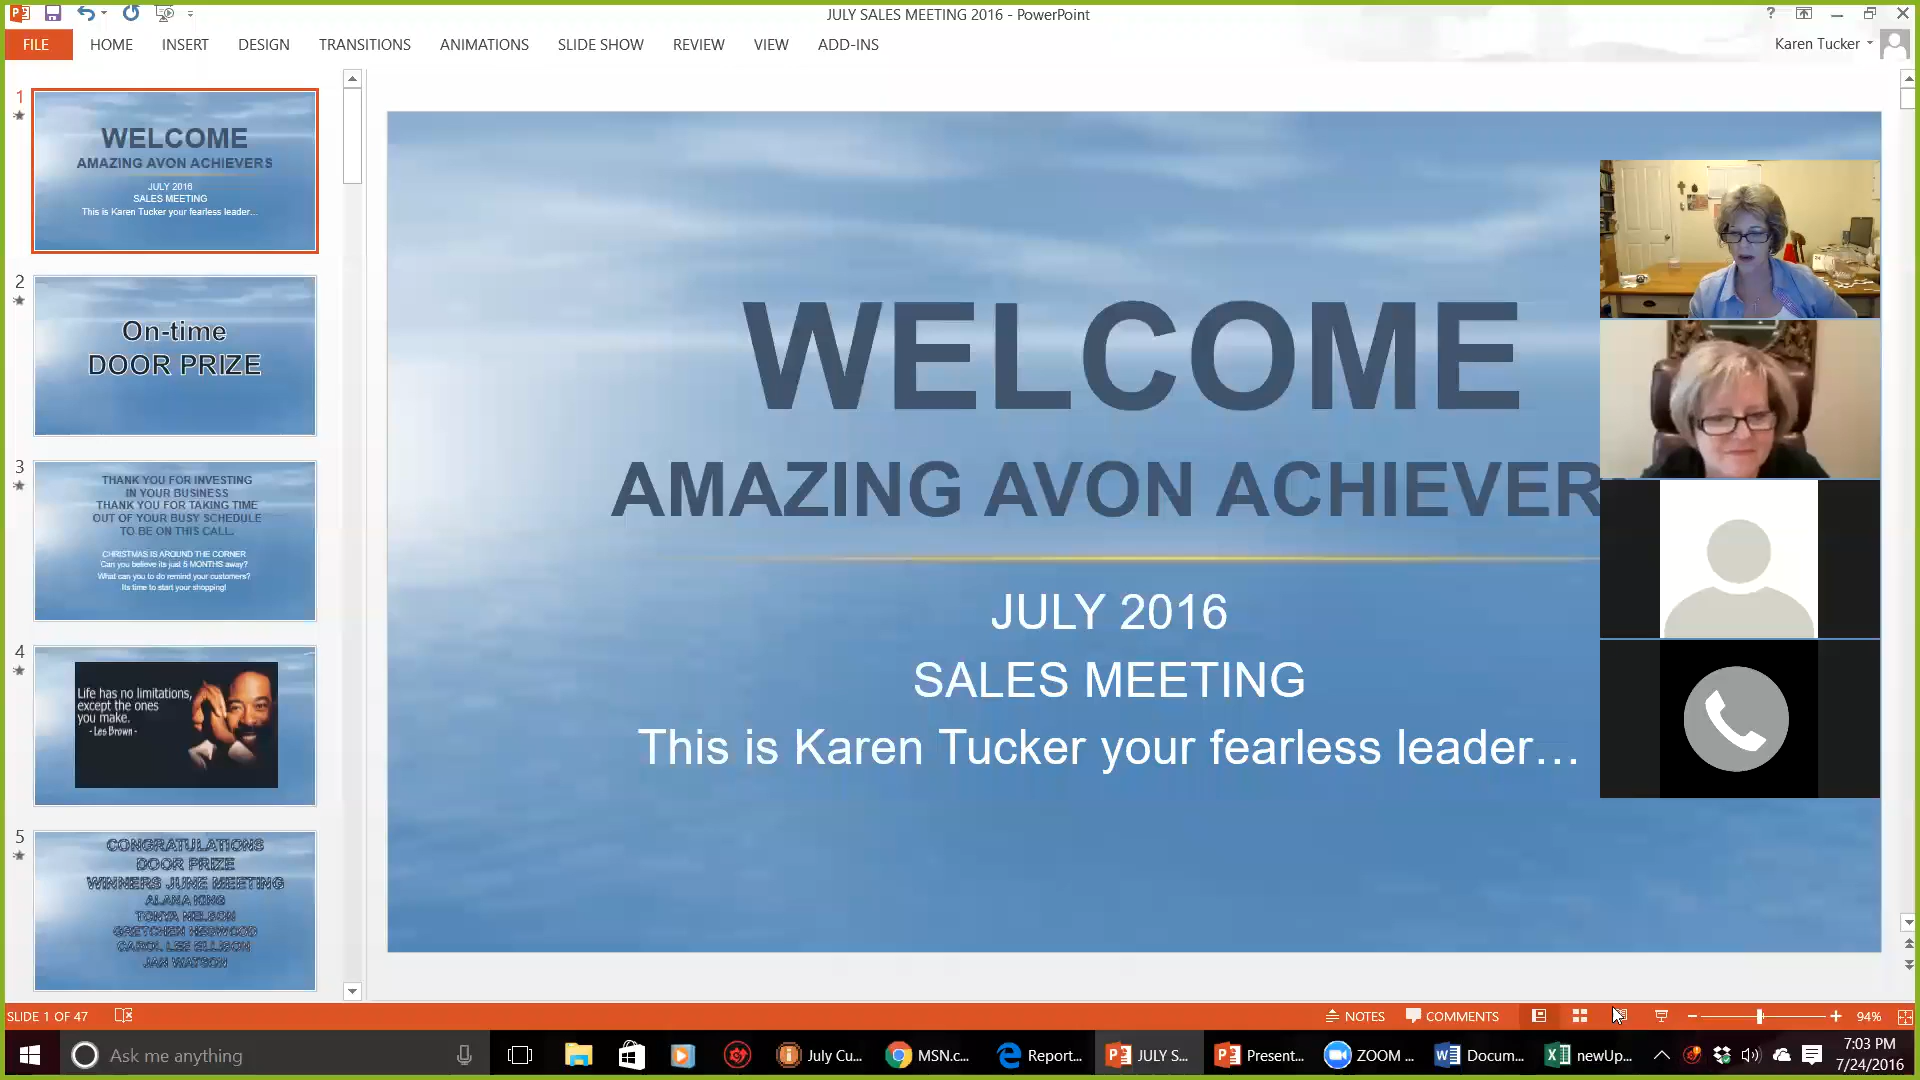 JULY SALES MEETING 2016 - PowerPoint
?
FILE HOME INSERT DESIGN TRANSITIONS ANIMATIONS SLIDE SHOW REVIEW VIEW ADD-INS
Karen Tucker
1
WELCOME
AMAZING AVON ACHIEVERS
JULY 2016
SALES MEETING
This is Karen Tucker your fearless leader...
2
On-time
DOOR PRIZE
3
THANK YOU FOR INVESTING
IN YOUR BUSINESS
THANK YOU FOR TAKING TIME
OUT OF YOUR BUSY SCHEDULE
TO BE ON THIS CALL.
CHRISTMAS IS AROUND THE CORNER
Can you believe its just 5 MONTHS away?
What can you to do remind your customers?
Its time to start your shopping!
4
Life has no limitations,
except the ones
you make.
- Les Brown -
5
CONGRATULATIONS
DOOR PRIZE
WINNERS JUNE MEETING
ALANA KING
TONYA NELSON
GRETCHEN HEGWOOD
CAROL LEE ELLISON
JAN WATSON
WELCOME
AMAZING AVON ACHIEVER
JULY 2016
SALES MEETING
This is Karen Tucker your fearless leader...
SLIDE 1 OF 47
NOTES COMMENTS 94%
Ask me anything
July Cu... MSN.c... Report... JULY S... Present... ZOOM ... Docum... newUp...
7:03 PM
7/24/2016